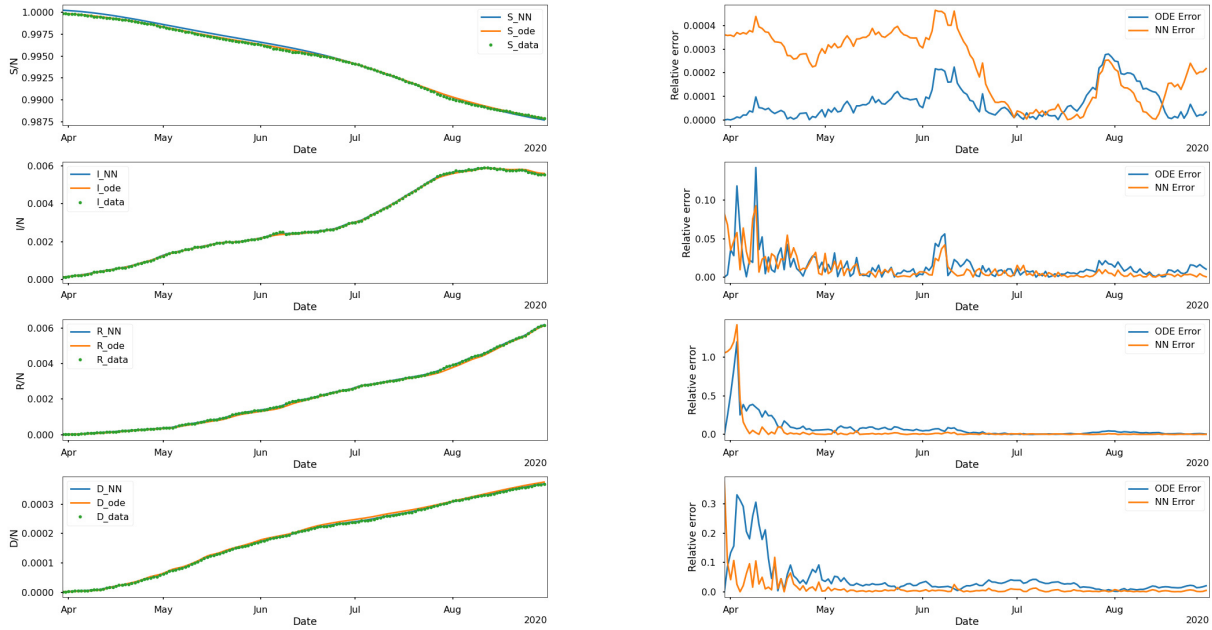 1.0000
0.9975
0.9950
0.9925
0.9900
0.9875
S/N
S_NN
S_ode
S_data
Apr May Jun Jul Aug
Date
2020
0.0004
0.0003
0.0002
0.0001
0.0000
Relative error
ODE Error
NN Error
Apr May Jun Jul Aug
Date
2020
0.006
0.004
0.002
0.000
I/N
I_NN
I_ode
I_data
Apr May Jun Jul Aug
Date
2020
0.10
0.05
0.00
Relative error
ODE Error
NN Error
Apr May Jun Jul Aug
Date
2020
0.006
0.004
0.002
0.000
R/N
R_NN
R_ode
R_data
Apr May Jun Jul Aug
Date
2020
1.0
0.5
0.0
Relative error
ODE Error
NN Error
Apr May Jun Jul Aug
Date
2020
0.0003
0.0002
0.0001
0.0000
D/N
D_NN
D_ode
D_data
Apr May Jun Jul Aug
Date
2020
0.3
0.2
0.1
0.0
Relative error
ODE Error
NN Error
Apr May Jun Jul Aug
Date
2020